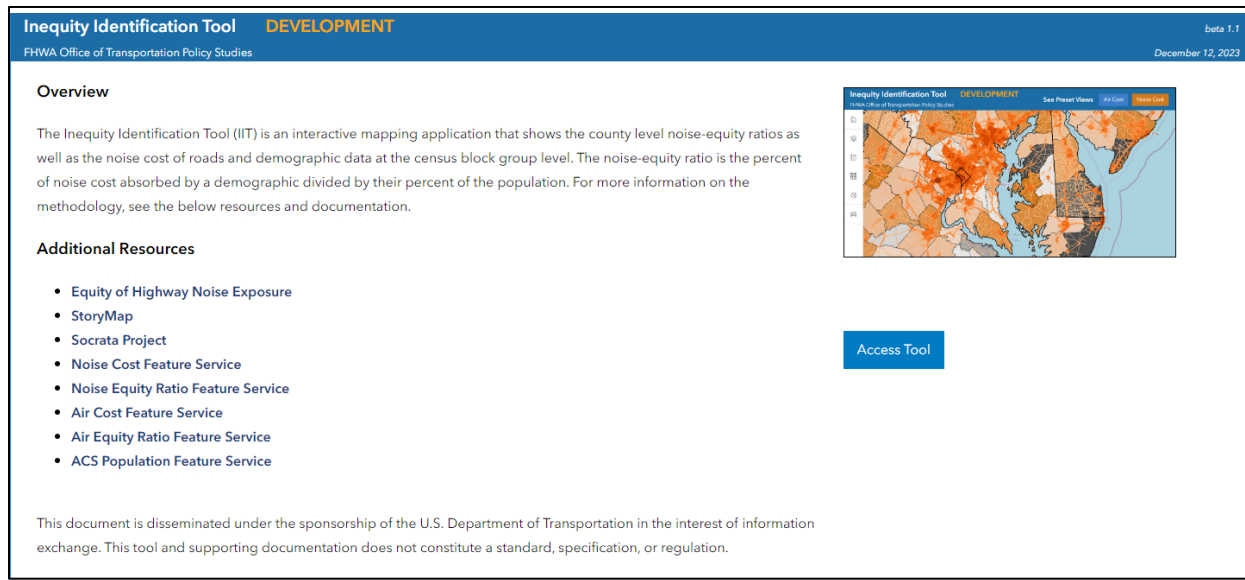 Inequity Identification Tool DEVELOPMENT
beta 1.1
FHWA Office of Transportation Policy Studies
December 12, 2023
Overview
The Inequity Identification Tool (IIT) is an interactive mapping application that shows the county level noise-equity ratios as
well as the noise cost of roads and demographic data at the census block group level. The noise-equity ratio is the percent
of noise cost absorbed by a demographic divided by their percent of the population. For more information on the
methodology, see the below resources and documentation.
Additional Resources
• Equity of Highway Noise Exposure
• StoryMap
• Socrata Project
• Noise Cost Feature Service
• Noise Equity Ratio Feature Service
• Air Cost Feature Service
• Air Equity Ratio Feature Service
• ACS Population Feature Service
This document is disseminated under the sponsorship of the U.S. Department of Transportation in the interest of information
exchange. This tool and supporting documentation does not constitute a standard, specification, or regulation.
Inequity Identification Tool DEVELOPMENT
FHWA Office of Transportation Policy Studies
See Preset Views Air Cost Noise Cost
Access Tool